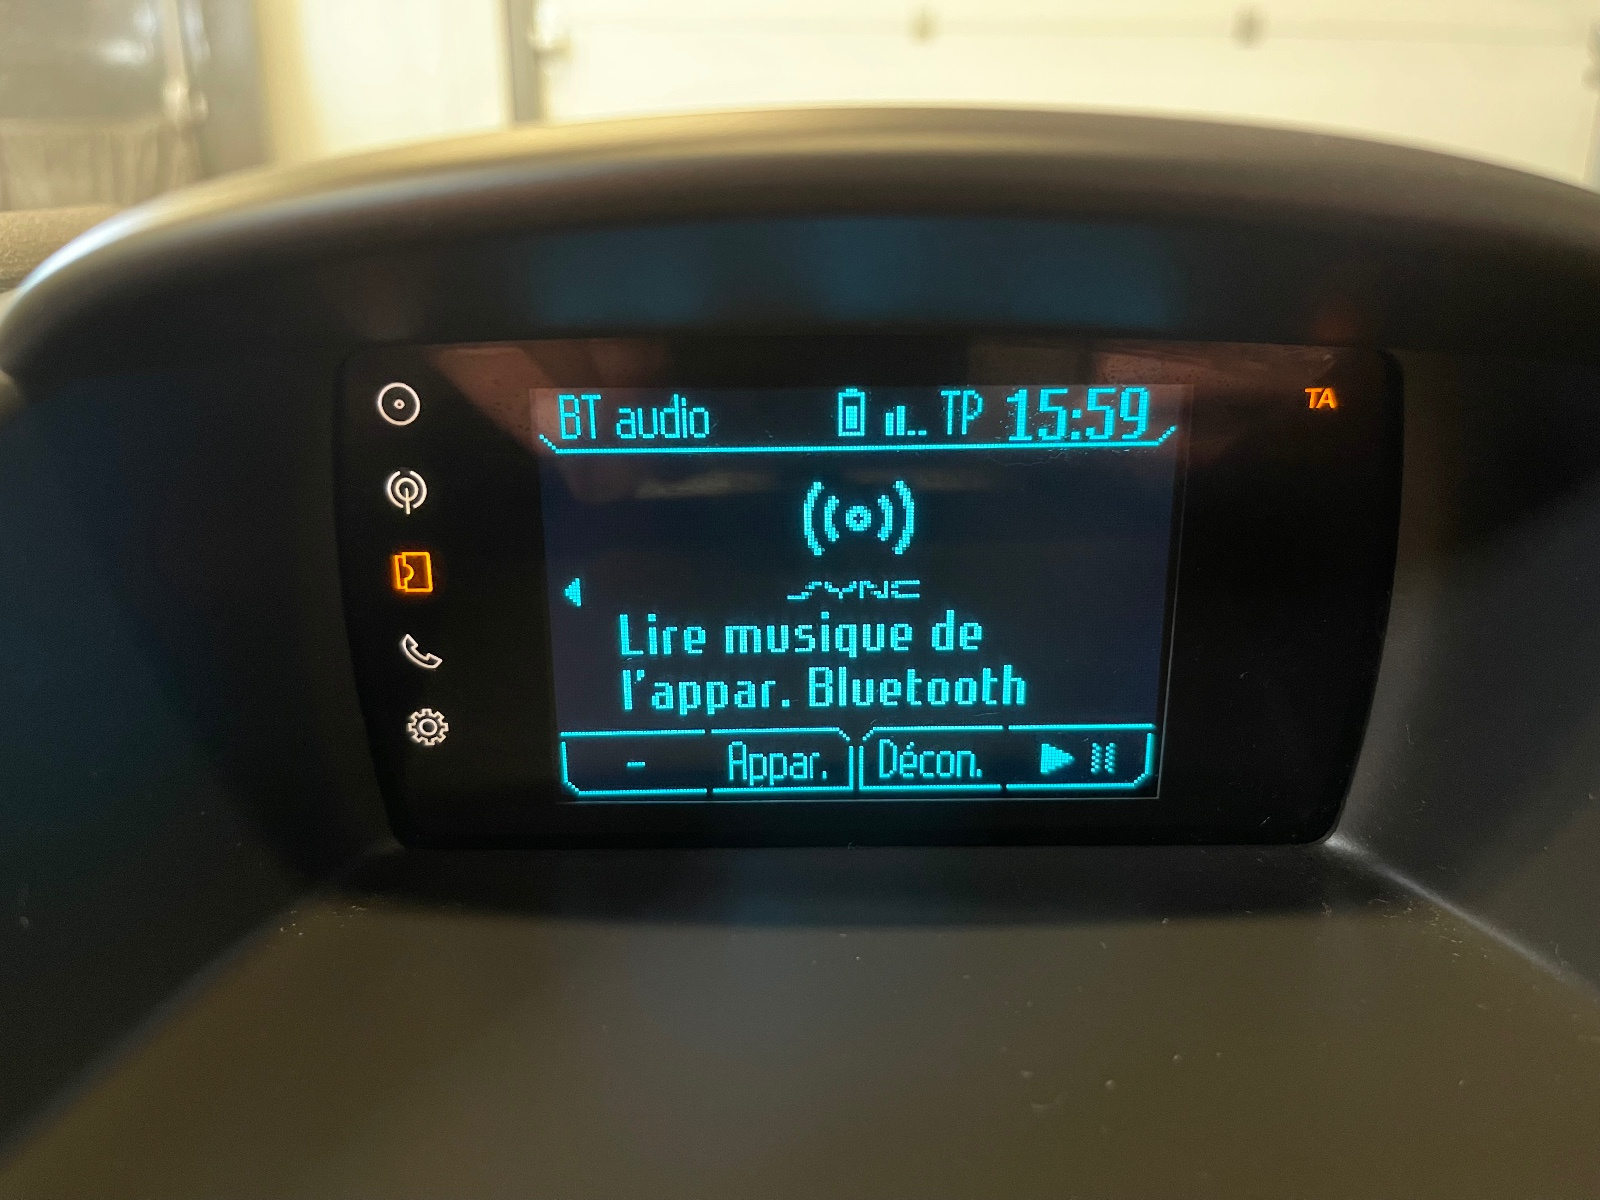 BT audio TP 15:59
TA
SYNC
Lire musique de
l'appar. Bluetooth
- Appar. Décon.